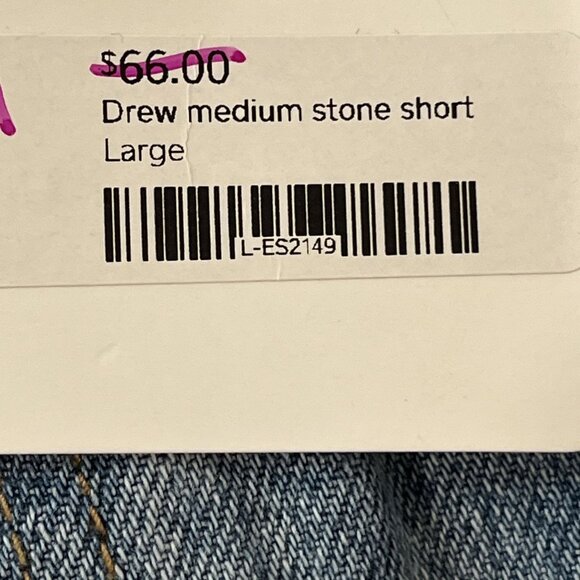 $66.00
Drew medium stone short
Large
L-ES2149